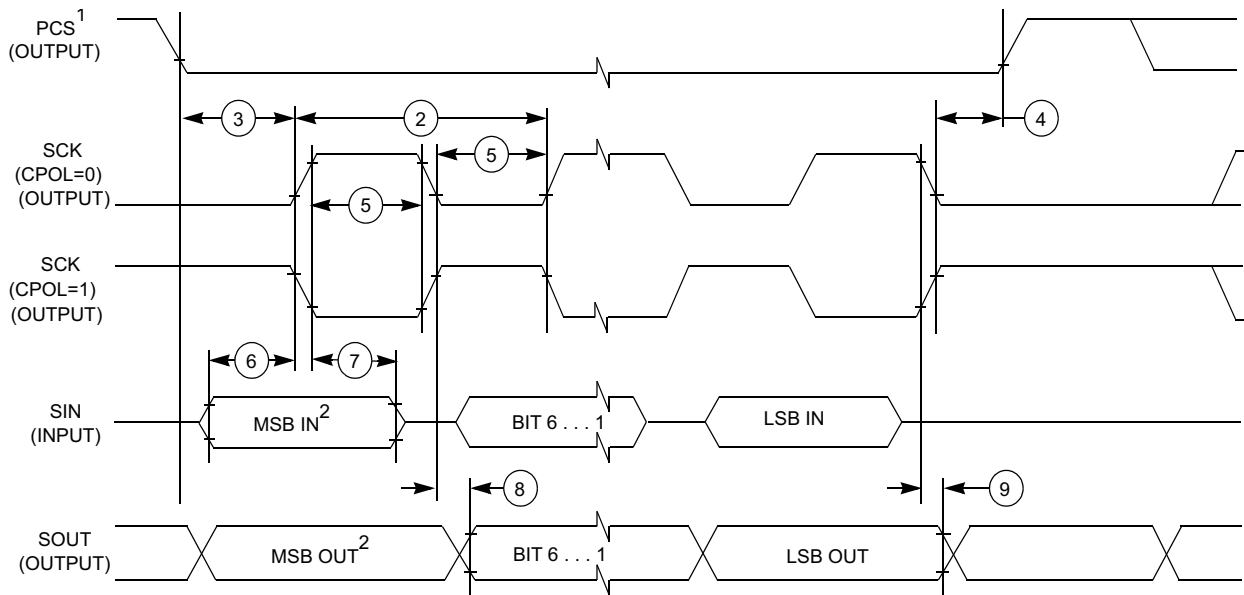 PCS1
(OUTPUT)
3
2
4
SCK
(CPOL=0)
(OUTPUT)
5
5
SCK
(CPOL=1)
(OUTPUT)
6
7
SIN
(INPUT)
MSB IN2
BIT 6 . . . 1
LSB IN
8
9
SOUT
(OUTPUT)
MSB OUT2
BIT 6 . . . 1
LSB OUT